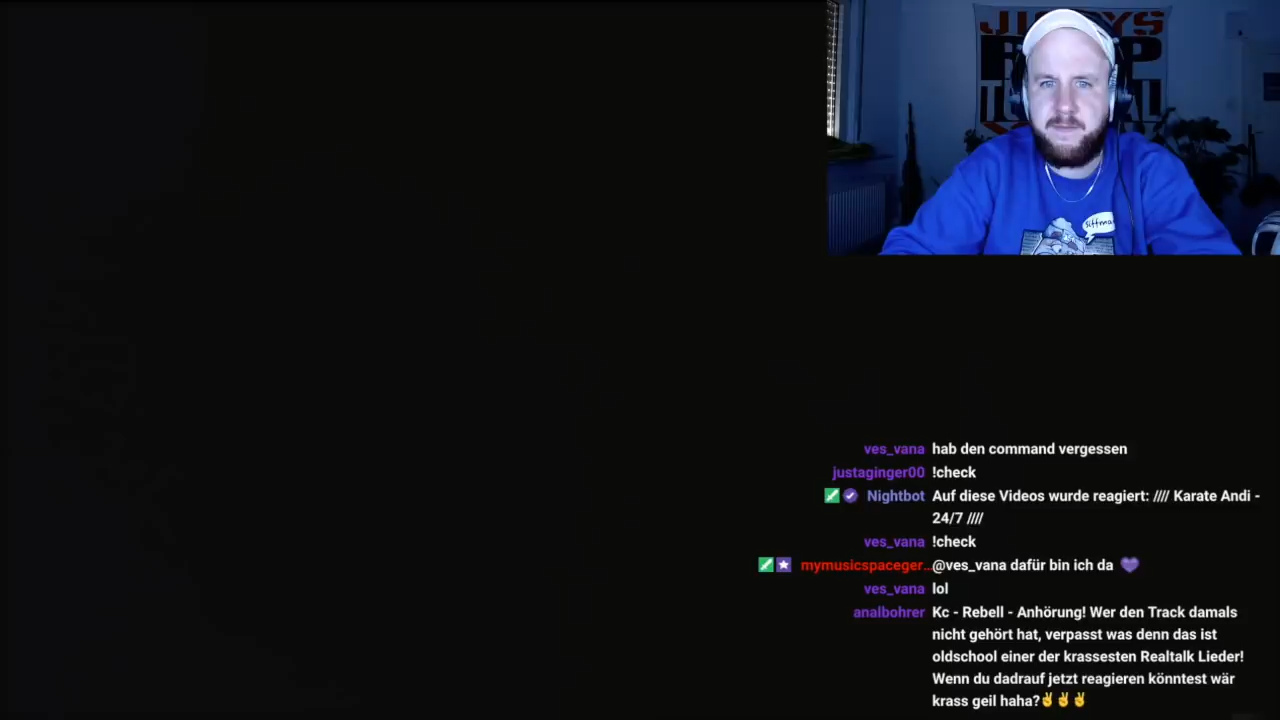 ves_vana hab den command vergessen
justaginger00 !check
Nightbot Auf diese Videos wurde reagiert: //// Karate Andi -
24/7 ////
ves_vana !check
mymusicspaceger... @ves_vana dafür bin ich da 💜
ves_vana lol
analbohrer Kc - Rebell - Anhörung! Wer den Track damals
nicht gehört hat, verpasst was denn das ist
oldschool einer der krassesten Realtalk Lieder!
Wenn du dadrauf jetzt reagieren könntest wär
krass geil haha?✌✌✌